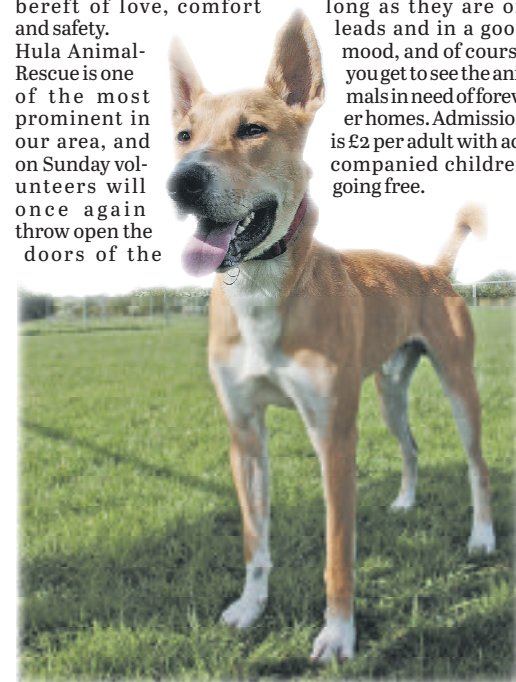 bereft of love, comfort
and safety.
Hula Animal-
Rescue is one
of the most
prominent in
our area, and
on Sunday vol-
unteers will
once again
throw open the
doors of the
long as they are on
leads and in a goo
mood, and of cours
you get to see the ani
mals in need of forev
er homes. Admissio
is £2 per adult with ac
companied childre
going free.